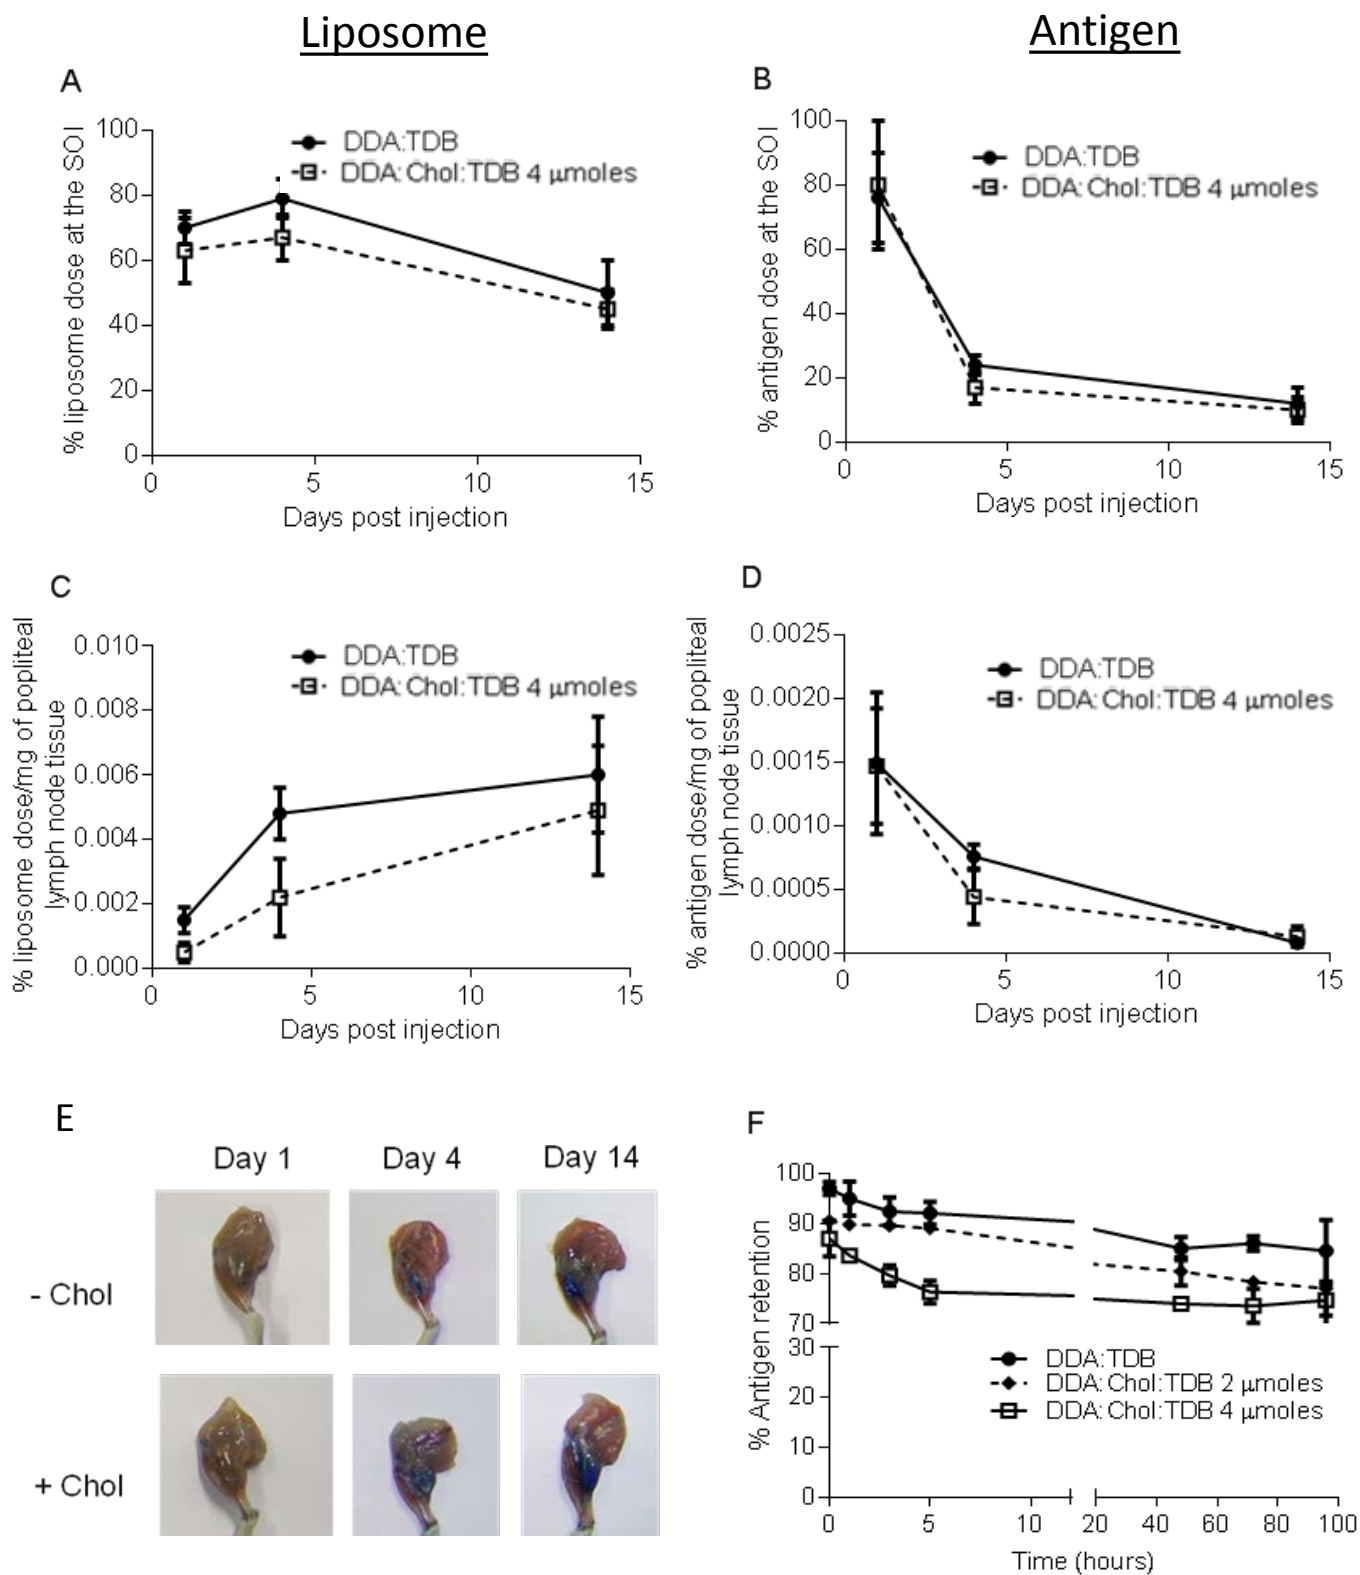 Liposome
Antigen
A
% liposome dose at the SOI
100
80
60
40
20
0
DDA:TDB
DDA:Chol:TDB 4 µmoles
0 5 10 15
Days post injection
B
% antigen dose at the SOI
100
80
60
40
20
0
DDA:TDB
DDA:Chol:TDB 4 µmoles
0 5 10 15
Days post injection
C
% liposome dose/mg of popliteal
lymph node tissue
0.010
0.008
0.006
0.004
0.002
0.000
DDA:TDB
DDA:Chol:TDB 4 µmoles
0 5 10 15
Days post injection
D
% antigen dose/mg of popliteal
lymph node tissue
0.0025
0.0020
0.0015
0.0010
0.0005
0.0000
DDA:TDB
DDA:Chol:TDB 4 µmoles
0 5 10 15
Days post injection
E
Day 1 Day 4 Day 14
- Chol
+ Chol
F
% Antigen retention
100
90
80
70
30
20
10
0
DDA:TDB
DDA:Chol:TDB 2 µmoles
DDA:Chol:TDB 4 µmoles
0 5 10 20 40 60 80 100
Time (hours)